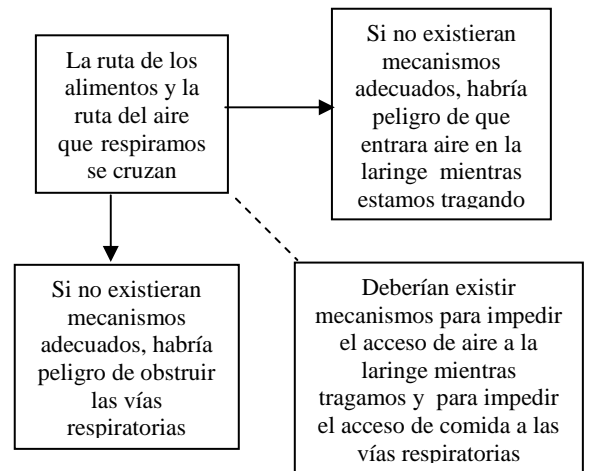 La ruta de los
alimentos y la
ruta del aire
que respiramos
se cruzan
Si no existieran
mecanismos
adecuados, habría
peligro de que
entrara aire en la
laringe mientras
estamos tragando
Si no existieran
mecanismos
adecuados, habría
peligro de obstruir
las vías
respiratorias
Deberían existir
mecanismos para impedir
el acceso de aire a la
laringe mientras
tragamos y para impedir
el acceso de comida a las
vías respiratorias